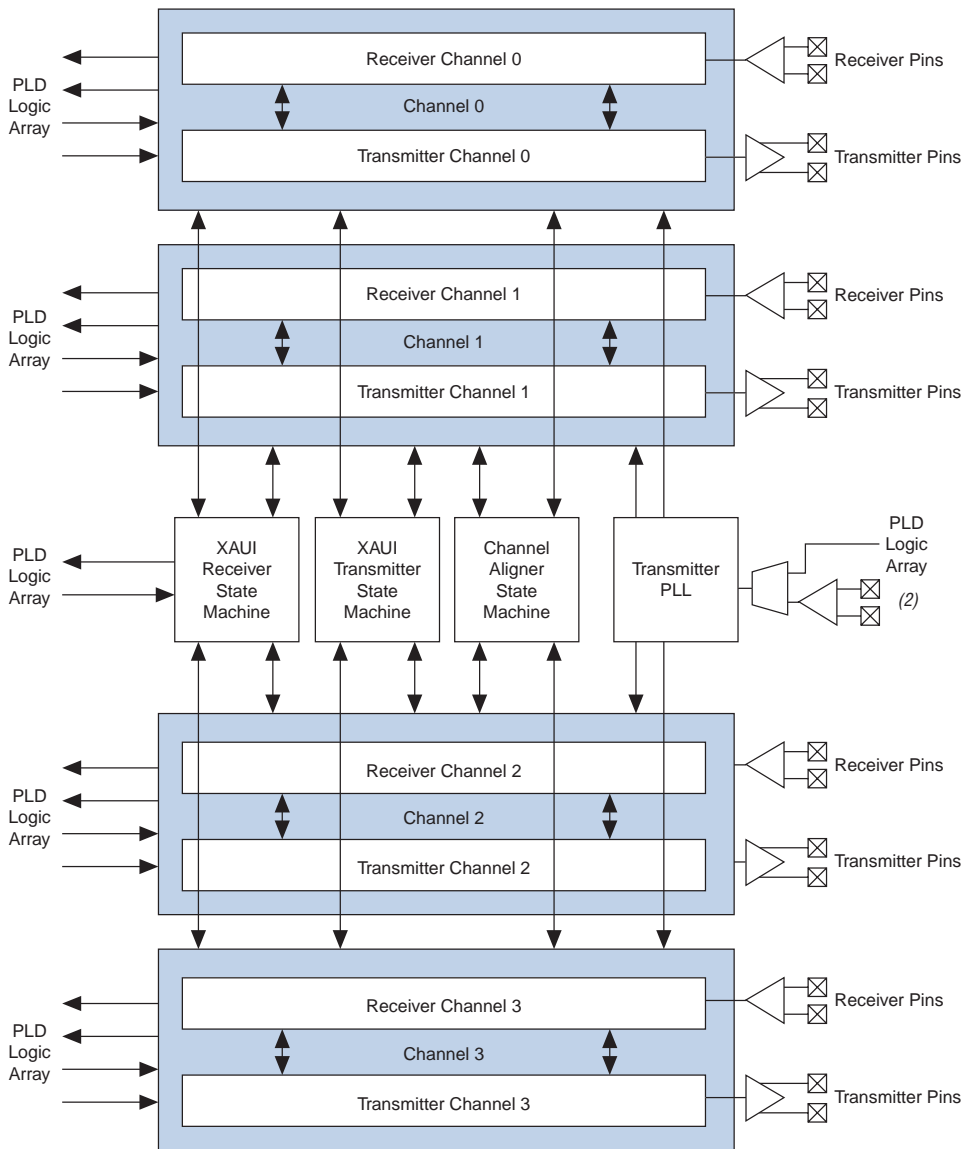 Receiver Channel 0
Receiver Pins
PLD
Logic
Array
Channel 0
Transmitter Channel 0
Transmitter Pins
Receiver Channel 1
Receiver Pins
PLD
Logic
Array
Channel 1
Transmitter Channel 1
Transmitter Pins
PLD
Logic
Array
XAUI
Receiver
State
Machine
XAUI
Transmitter
State
Machine
Channel
Aligner
State
Machine
Transmitter
PLL
PLD
Logic
Array
(2)
Receiver Channel 2
Receiver Pins
PLD
Logic
Array
Channel 2
Transmitter Channel 2
Transmitter Pins
Receiver Channel 3
Receiver Pins
PLD
Logic
Array
Channel 3
Transmitter Channel 3
Transmitter Pins